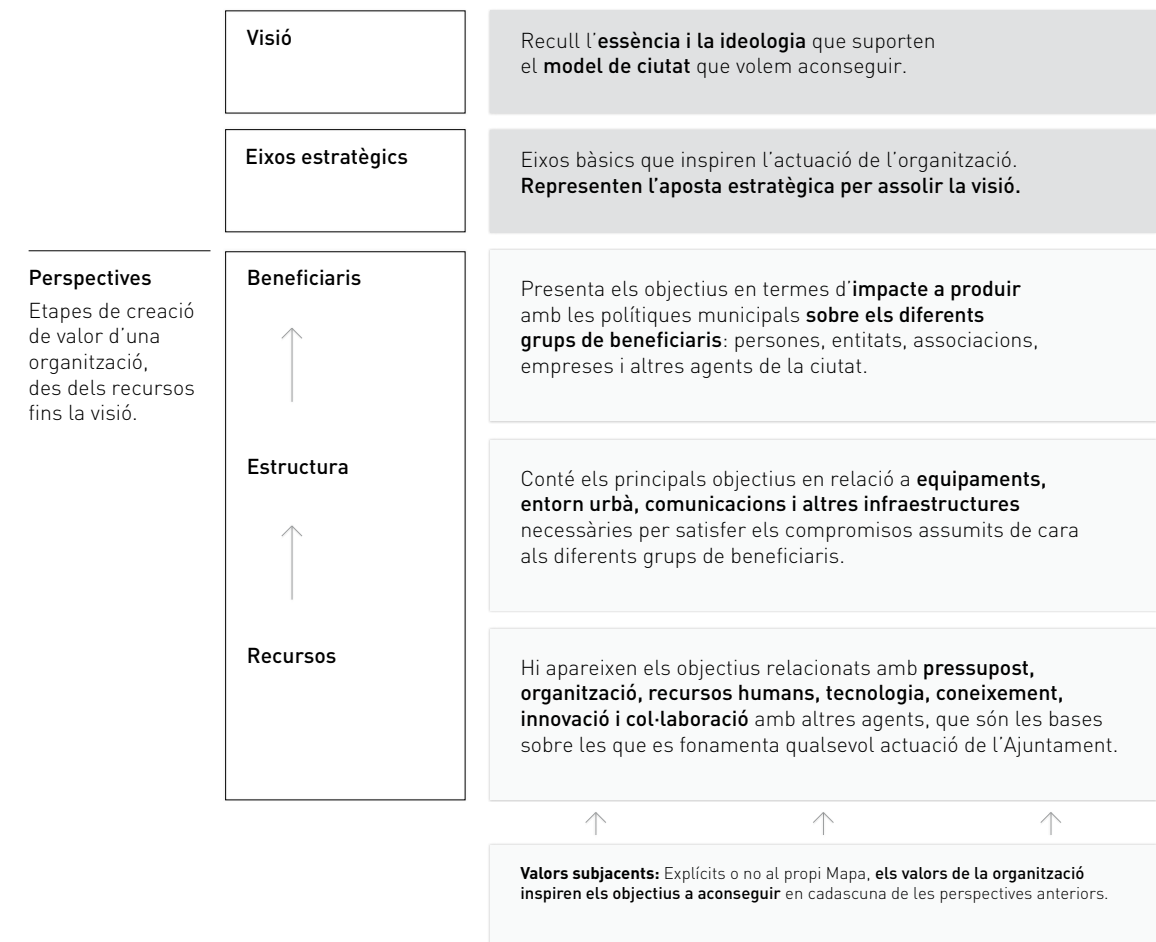 Visió
Recull l’essència i la ideologia que suporten
el model de ciutat que volem aconseguir.
Eixos estratègics
Eixos bàsics que inspiren l’actuació de l’organització.
Representen l’aposta estratègica per assolir la visió.
Perspectives
Etapes de creació
de valor d’una
organització,
des dels recursos
fins la visió.
Beneficiaris
Presenta els objectius en termes d’impacte a produir
amb les polítiques municipals sobre els diferents
grups de beneficiaris: persones, entitats, associacions,
empreses i altres agents de la ciutat.
Estructura
Conté els principals objectius en relació a equipaments,
entorn urbà, comunicacions i altres infraestructures
necessàries per satisfer els compromisos assumits de cara
als diferents grups de beneficiaris.
Recursos
Hi apareixen els objectius relacionats amb pressupost,
organització, recursos humans, tecnologia, coneixement,
innovació i col·laboració amb altres agents, que són les bases
sobre les que es fonamenta qualsevol actuació de l’Ajuntament.
Valors subjacents: Explícits o no al propi Mapa, els valors de la organització
inspiren els objectius a aconseguir en cadascuna de les perspectives anteriors.